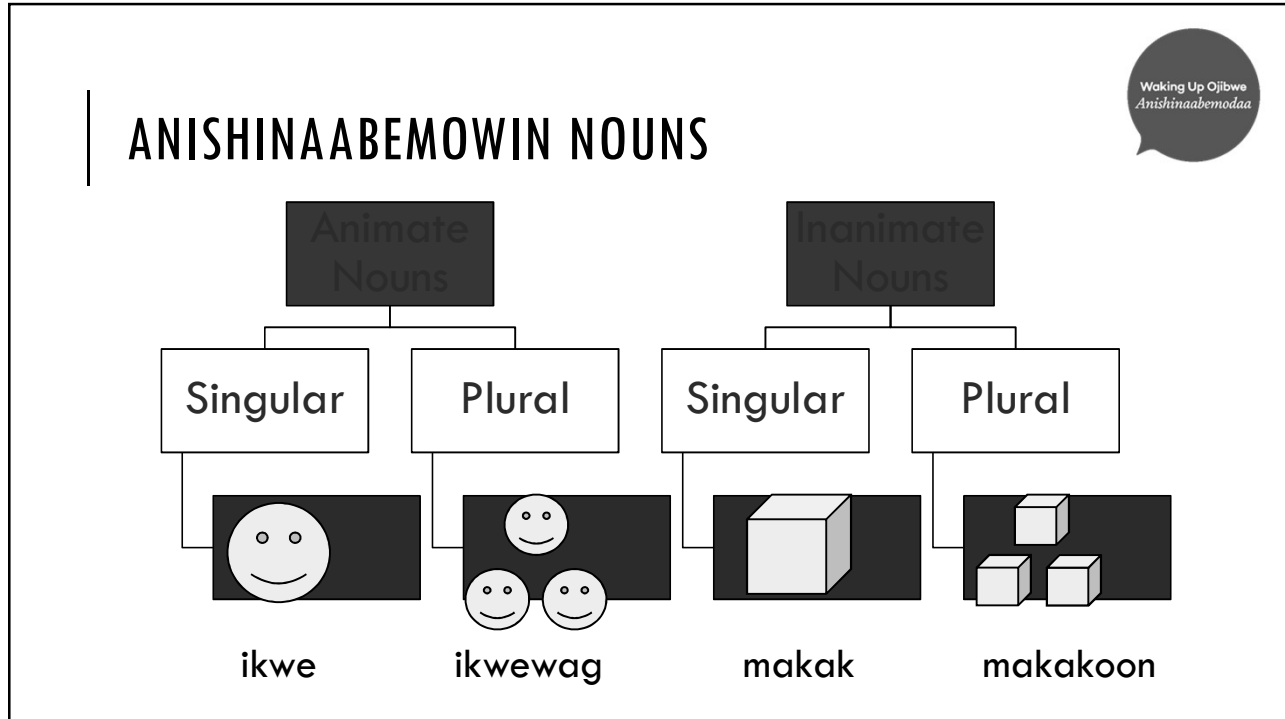 Waking Up Ojibwe
Anishinaabemodaa
ANISHINAABEMOWIN NOUNS
Animate
Nouns
Inanimate
Nouns
Singular
Plural
Singular
Plural
ikwe
ikwewag
makak
makakoon